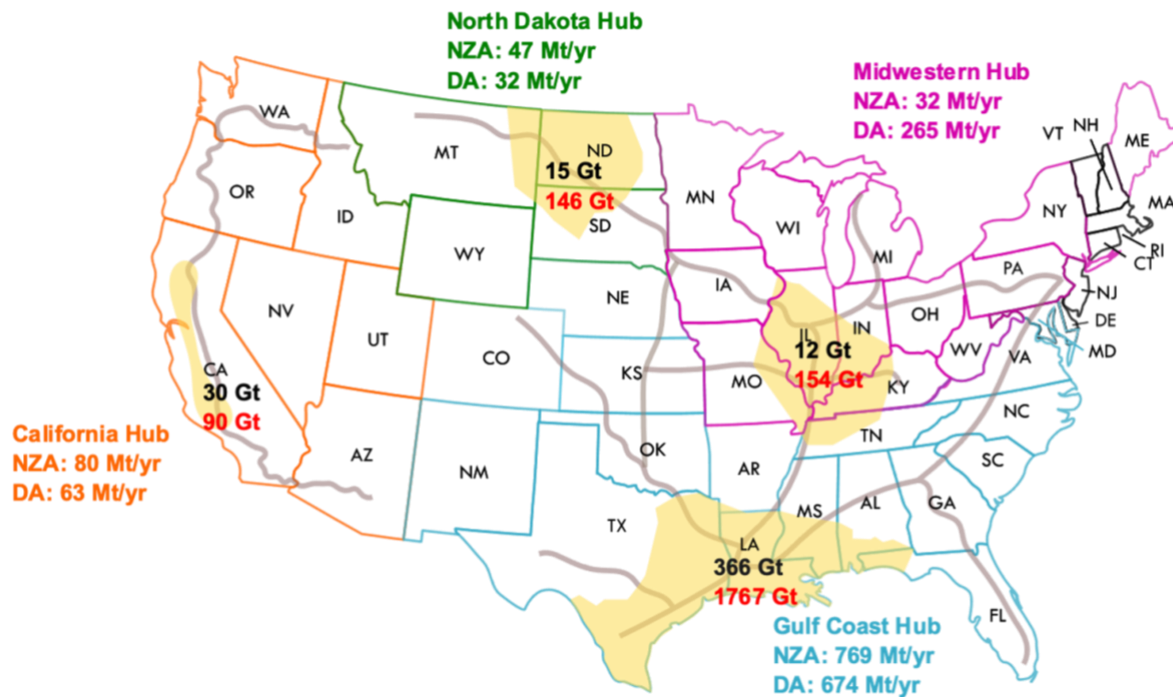 North Dakota Hub
NZA: 47 Mt/yr
DA: 32 Mt/yr
Midwestern Hub
NZA: 32 Mt/yr
DA: 265 Mt/yr
WA
MT
ND
15 Gt
146 Gt
SD
MN
VT
NH
ME
OR
ID
WY
WI
MI
NY
MA
RI
CT
NV
UT
CO
NE
IA
IL
12 Gt
154 Gt
IN
OH
PA
NJ
DE
MD
WV
VA
CA
30 Gt
90 Gt
KS
MO
KY
California Hub
NZA: 80 Mt/yr
DA: 63 Mt/yr
AZ
NM
OK
AR
TN
NC
SC
TX
LA
366 Gt
1767 Gt
MS
AL
GA
FL
Gulf Coast Hub
NZA: 769 Mt/yr
DA: 674 Mt/yr